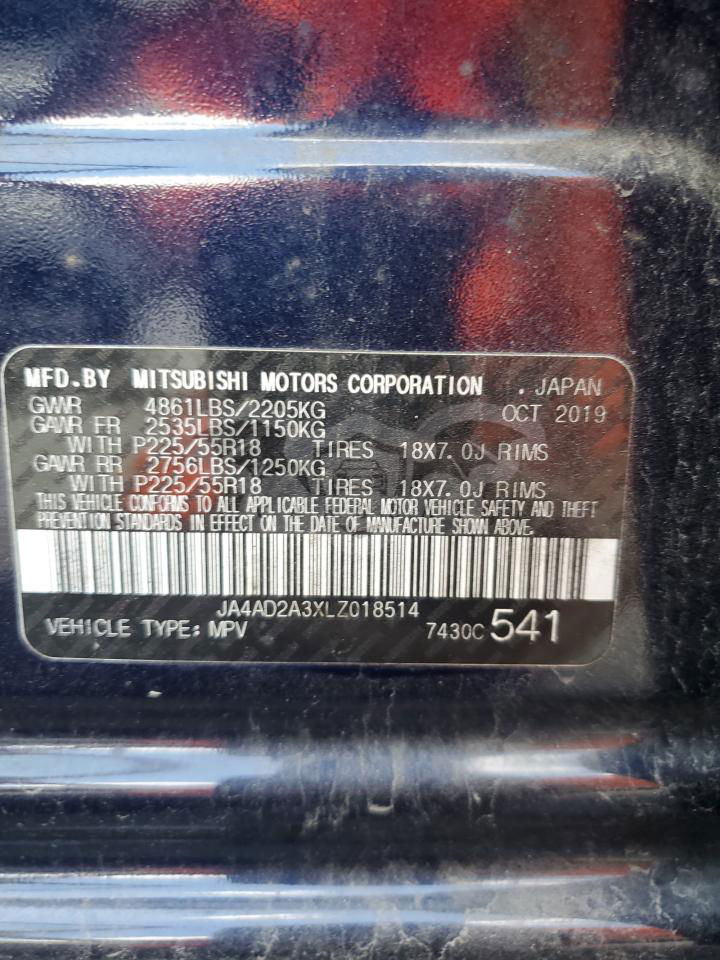 MFD.BY MITSUBISHI MOTORS CORPORATION . JAPAN
GWR 4861LBS/2205KG OCT 2019
GAWR FR 2535LBS/1150KG
WITH P225/55R18 TIRES 18X7.0J RIMS
GAWR RR 2756LBS/1250KG
WITH P225/55R18 TIRES 18X7.0J RIMS
THIS VEHICLE CONFORMS TO ALL APPLICABLE FEDERAL MOTOR VEHICLE SAFETY AND THEFT
PREVENTION STANDARDS IN EFFECT ON THE DATE OF MANUFACTURE SHOWN ABOVE.
JA4AD2A3XLZ018514
VEHICLE TYPE: MPV 7430C 541